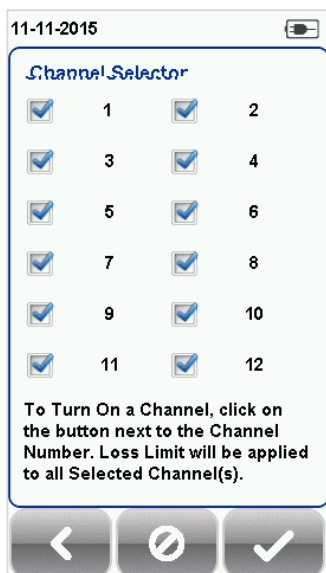 11-11-2015
Channel Selector
1 2
3 4
5 6
7 8
9 10
11 12
To Turn On a Channel, click on
the button next to the Channel
Number. Loss Limit will be applied
to all Selected Channel(s).